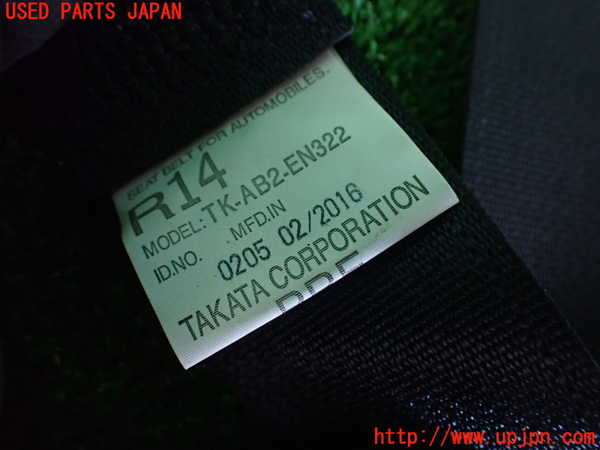 USED PARTS JAPAN
SEAT BELT FOR AUTOMOBILES.
R14
MODEL:TK-AB2-EN322
ID.NO. MFD.IN
0205 02/2016
TAKATA CORPORATION
http://www.upjpn.com